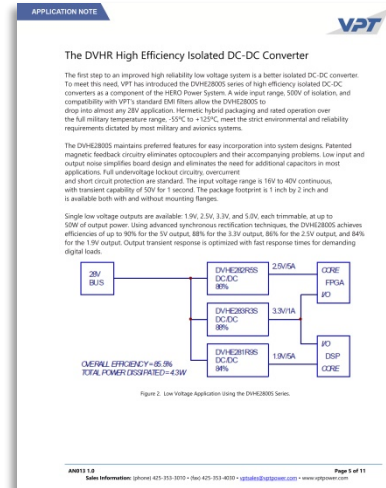 APPLICATION NOTE
VPT
The DVHR High Efficiency Isolated DC-DC Converter
The first step to an improved high reliability low voltage system is a better isolated DC-DC converter.
To meet this need, VPT has introduced the DVHE2800S series of high efficiency isolated DC-DC
converters as a component of the HERO Power System. A wide input range, 500V of isolation, and
compatibility with VPT's standard EMI filters allow the DVHE2800S to
drop into almost any 28V application. Hermetic hybrid packaging and rated operation over
the full military temperature range, -55ºC to +125ºC, meet the strict environmental and reliability
requirements dictated by most military and avionics systems.
The DVHE2800S maintains preferred features for easy incorporation into system designs. Patented
magnetic feedback circuitry eliminates optocouplers and their accompanying problems. Low input and
output noise simplifies board design and eliminates the need for additional capacitors in most
applications. Full undervoltage lockout circuitry, overcurrent
and short circuit protection are standard. The input voltage range is 16V to 40V continuous,
with transient capability of 50V for 1 second. The package footprint is 1 inch by 2 inch and
is available both with and without mounting flanges.
Single low voltage outputs are available: 1.9V, 2.5V, 3.3V, and 5.0V, each trimmable, at up to
50W of output power. Using advanced synchronous rectification techniques, the DVHE2800S achieves
efficiencies of up to 90% for the 5V output, 88% for the 3.3V output, 86% for the 2.5V output, and 84%
for the 1.9V output. Output transient response is optimized with fast response times for demanding
digital loads.
28V
BUS
DVHE282R5S
DC/DC
86%
2.5V/5A
CORE
FPGA
I/O
DVHE283R3S
DC/DC
88%
3.3V/1A
DVHE281R9S
DC/DC
84%
1.9V/5A
I/O
DSP
CORE
OVERALL EFFICIENCY = 85.5%
TOTAL POWER DISSIPATED = 4.3W
Figure 2. Low Voltage Application Using the DVHE2800S Series.
AN013 1.0 Page 5 of 11
Sales Information: (phone) 425-353-3010 • (fax) 425-353-4030 • vptsales@vptpower.com • www.vptpower.com